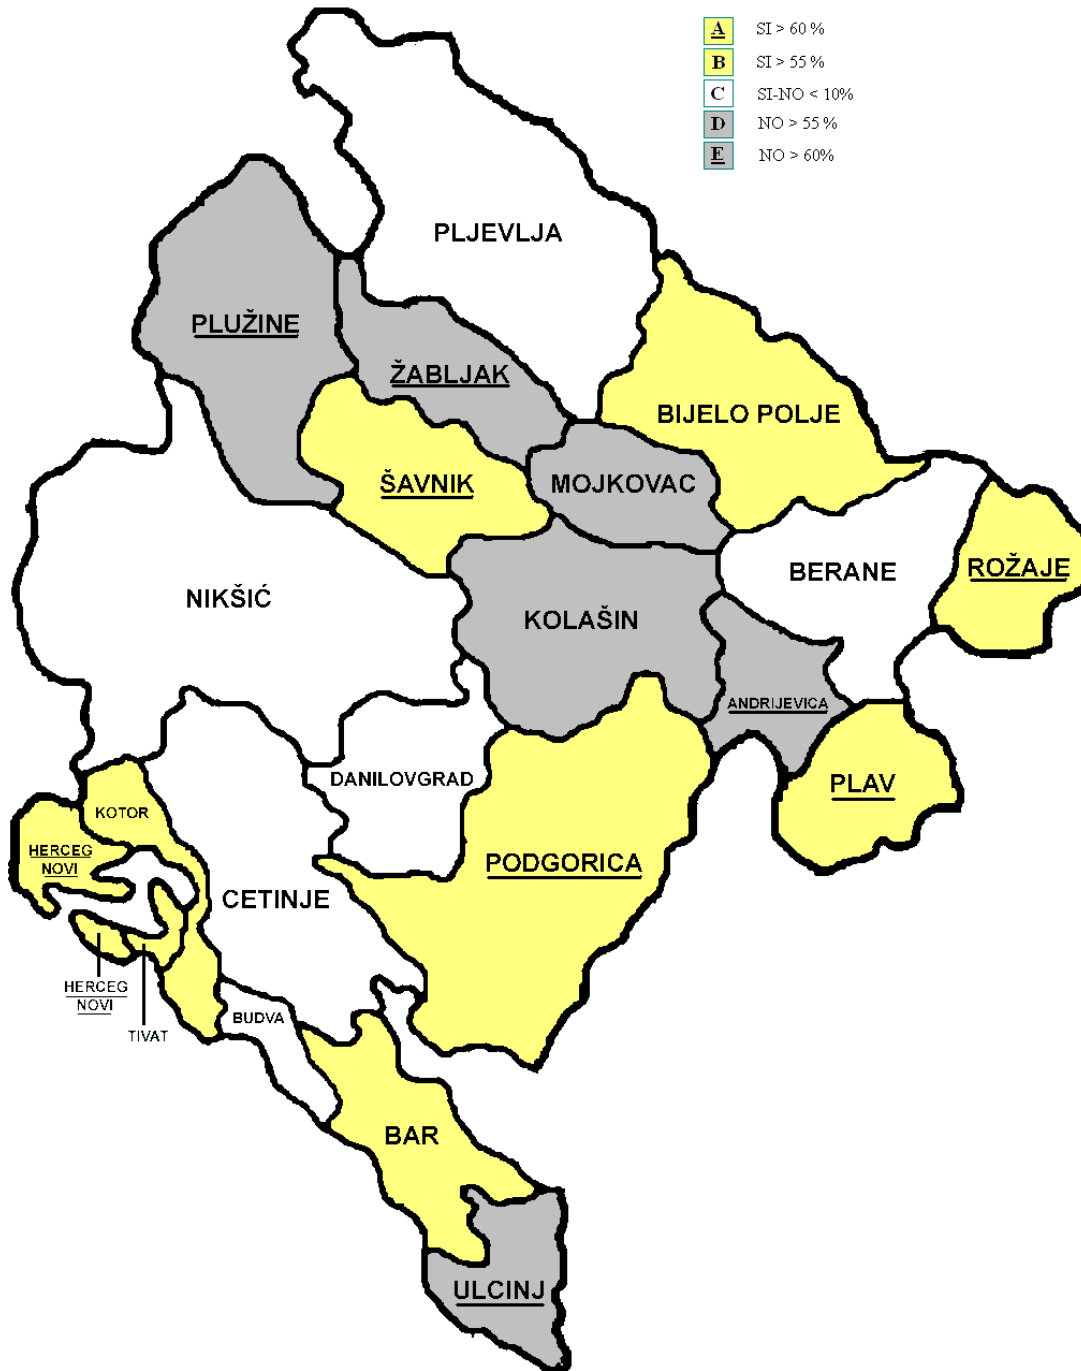 A SI > 60 %
B SI > 55 %
C SI-NO < 10%
D NO > 55 %
E NO > 60%
PLJEVLJA
PLUŽINE
ŽABLJAK
BIJELO POLJE
ŠAVNIK
MOJKOVAC
BERANE
ROŽAJE
NIKŠIĆ
KOLAŠIN
ANDRIJEVICA
DANILOVGRAD
PLAV
KOTOR
HERCEG
NOVI
PODGORICA
CETINJE
HERCEG
NOVI
BUDVA
TIVAT
BAR
ULCINJ